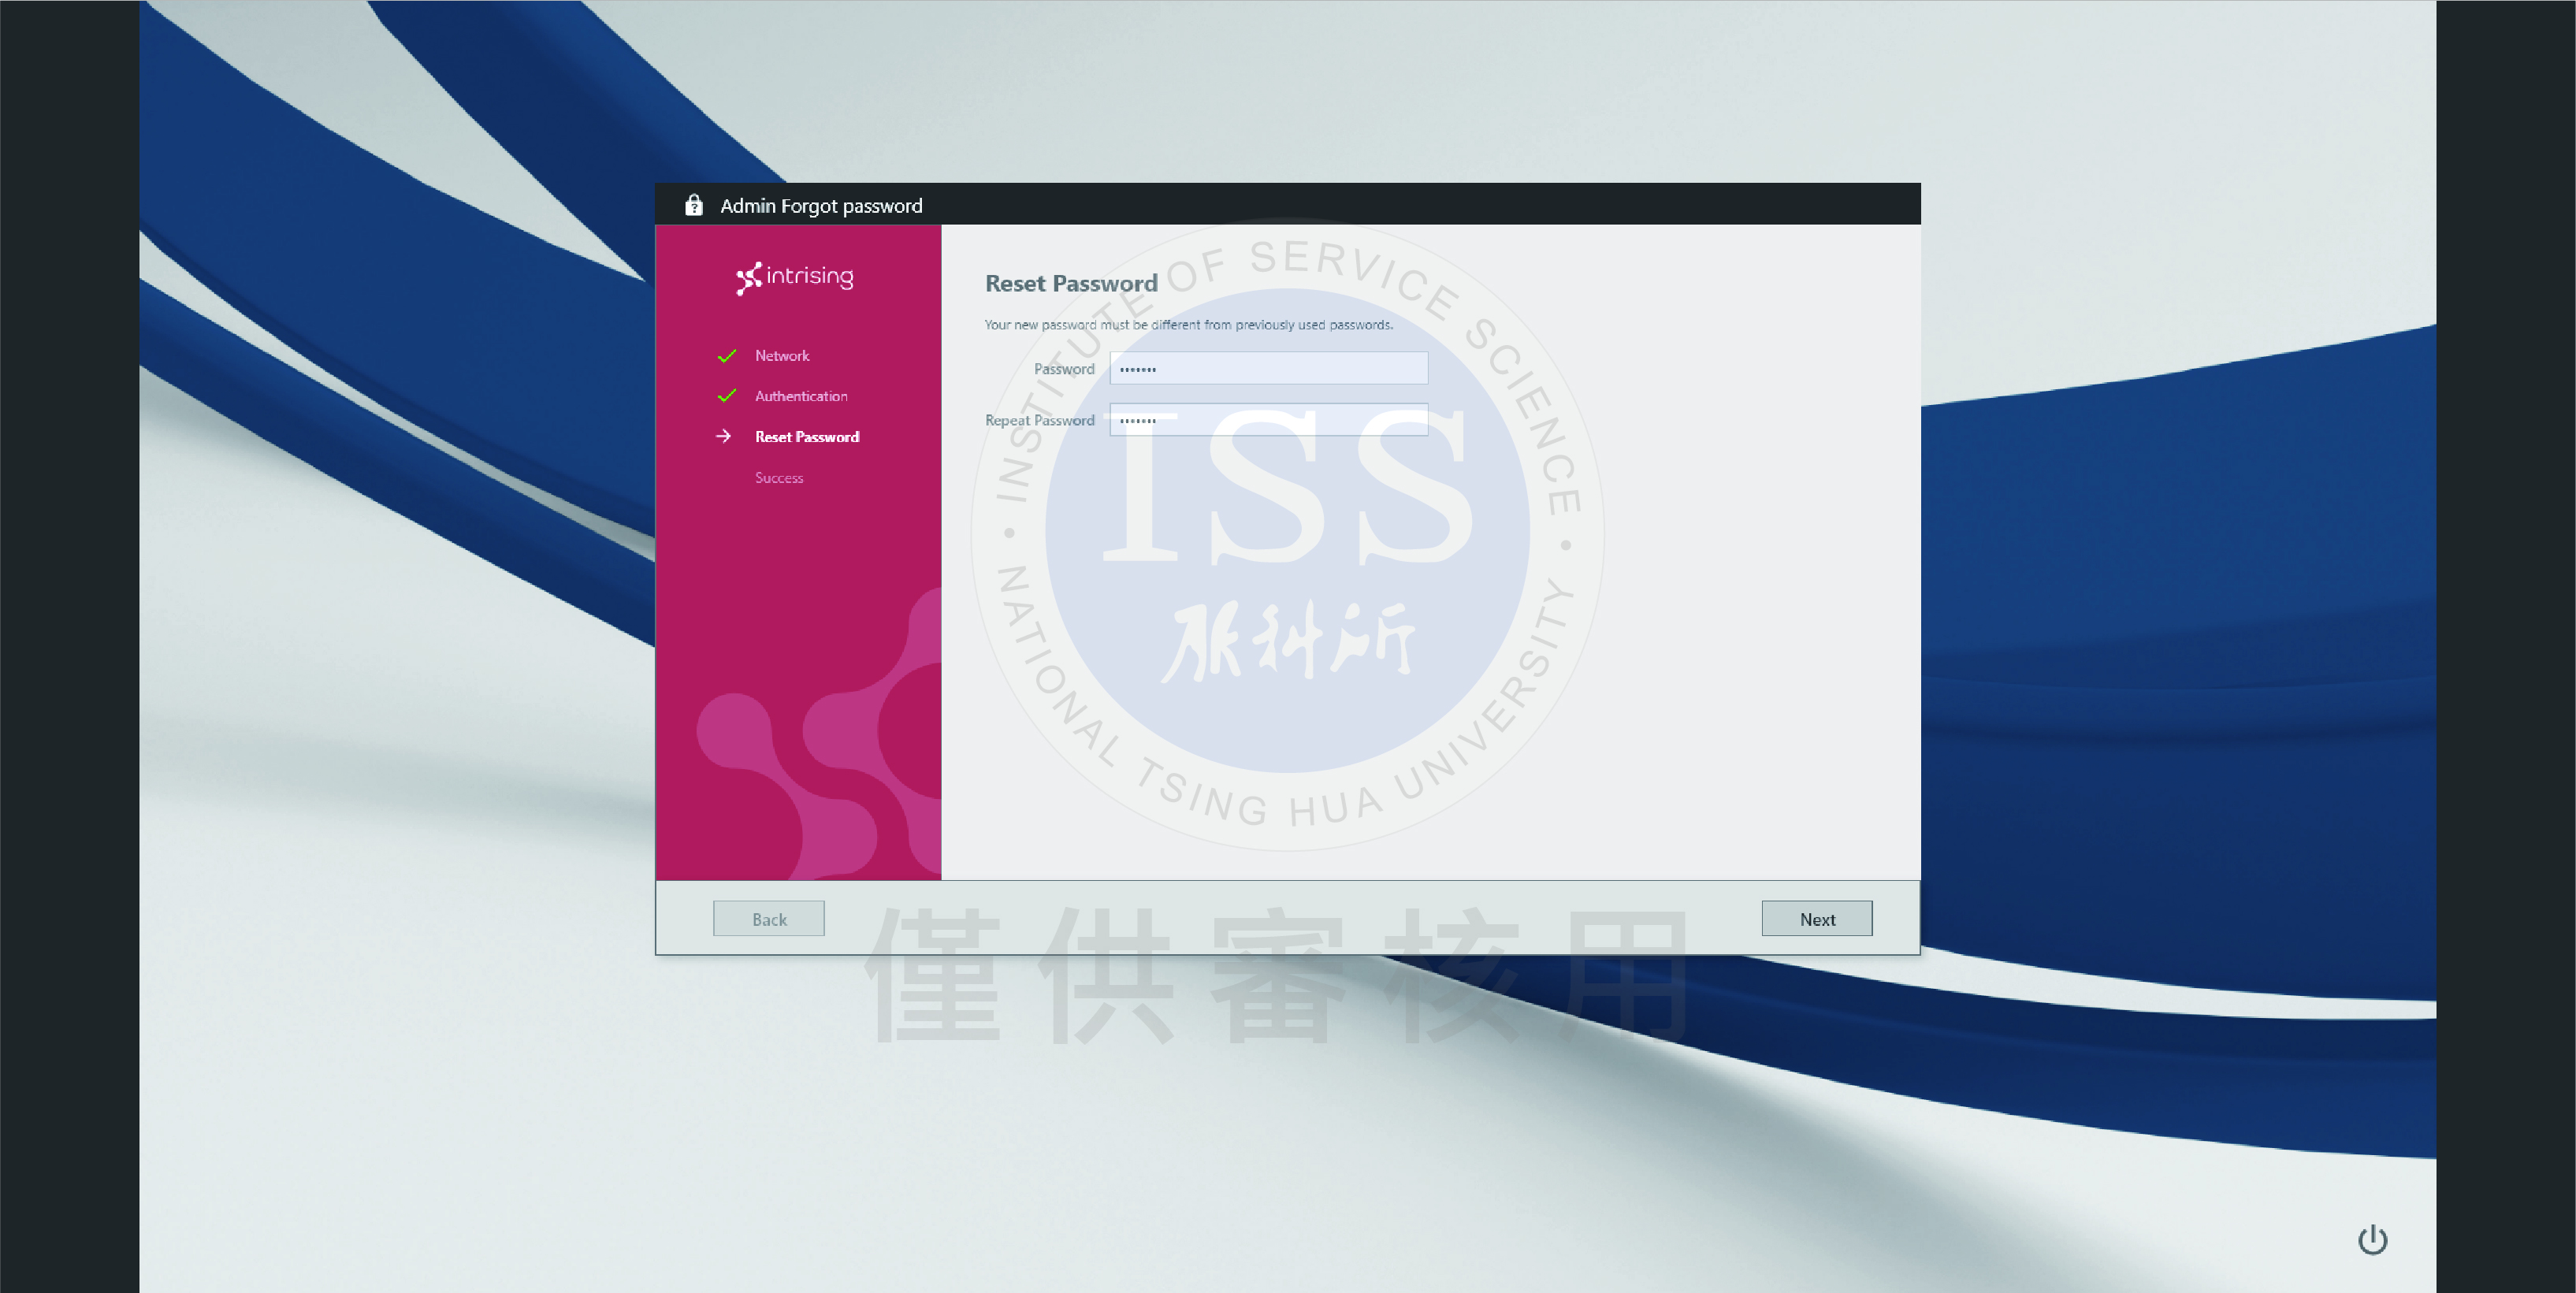 Admin Forgot password
intrising
Network
Authentication
Reset Password
Success
Reset Password
Your new password must be different from previously used passwords.
Password •••••••
Repeat Password •••••••
INSTITUTE OF SERVICE SCIENCE
ISS
服科所
NATIONAL TSING HUA UNIVERSITY
Back
Next
僅供審核用